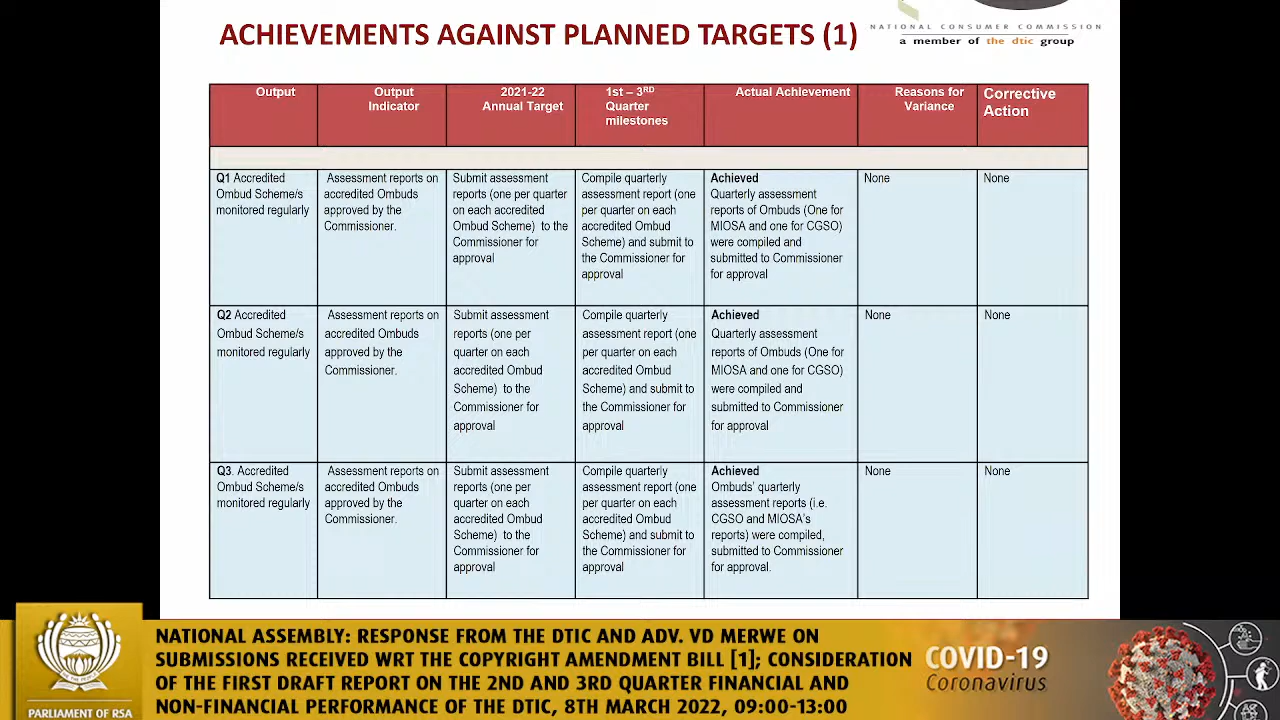 ACHIEVEMENTS AGAINST PLANNED TARGETS (1)
NATIONAL CONSUMER COMMISSION
a member of the dtic group
Output
Output
Indicator
2021-22
Annual Target
1st – 3RD
Quarter
milestones
Actual Achievement
Reasons for
Variance
Corrective
Action
Q1 Accredited
Ombud Scheme/s
monitored regularly
Assessment reports on
accredited Ombuds
approved by the
Commissioner.
Submit assessment
reports (one per quarter
on each accredited
Ombud Scheme) to the
Commissioner for
approval
Compile quarterly
assessment report (one
per quarter on each
accredited Ombud
Scheme) and submit to
the Commissioner for
approval
Achieved
Quarterly assessment
reports of Ombuds (One for
MIOSA and one for CGSO)
were compiled and
submitted to Commissioner
for approval
None
None
Q2 Accredited
Ombud Scheme/s
monitored regularly
Assessment reports on
accredited Ombuds
approved by the
Commissioner.
Submit assessment
reports (one per
quarter on each
accredited Ombud
Scheme) to the
Commissioner for
approval
Compile quarterly
assessment report (one
per quarter on each
accredited Ombud
Scheme) and submit to
the Commissioner for
approval
Achieved
Quarterly assessment
reports of Ombuds (One for
MIOSA and one for CGSO)
were compiled and
submitted to Commissioner
for approval
None
None
Q3. Accredited
Ombud Scheme/s
monitored regularly
Assessment reports on
accredited Ombuds
approved by the
Commissioner.
Submit assessment
reports (one per
quarter on each
accredited Ombud
Scheme) to the
Commissioner for
approval
Compile quarterly
assessment report (one
per quarter on each
accredited Ombud
Scheme) and submit to
the Commissioner for
approval
Achieved
Ombuds' quarterly
assessment reports (i.e.
CGSO and MIOSA's
reports) were compiled,
submitted to Commissioner
for approval.
None
None
PARLIAMENT OF RSA
NATIONAL ASSEMBLY: RESPONSE FROM THE DTIC AND ADV. VD MERWE ON
SUBMISSIONS RECEIVED WRT THE COPYRIGHT AMENDMENT BILL [1]; CONSIDERATION
OF THE FIRST DRAFT REPORT ON THE 2ND AND 3RD QUARTER FINANCIAL AND
NON-FINANCIAL PERFORMANCE OF THE DTIC, 8TH MARCH 2022, 09:00-13:00
COVID-19
Coronavirus